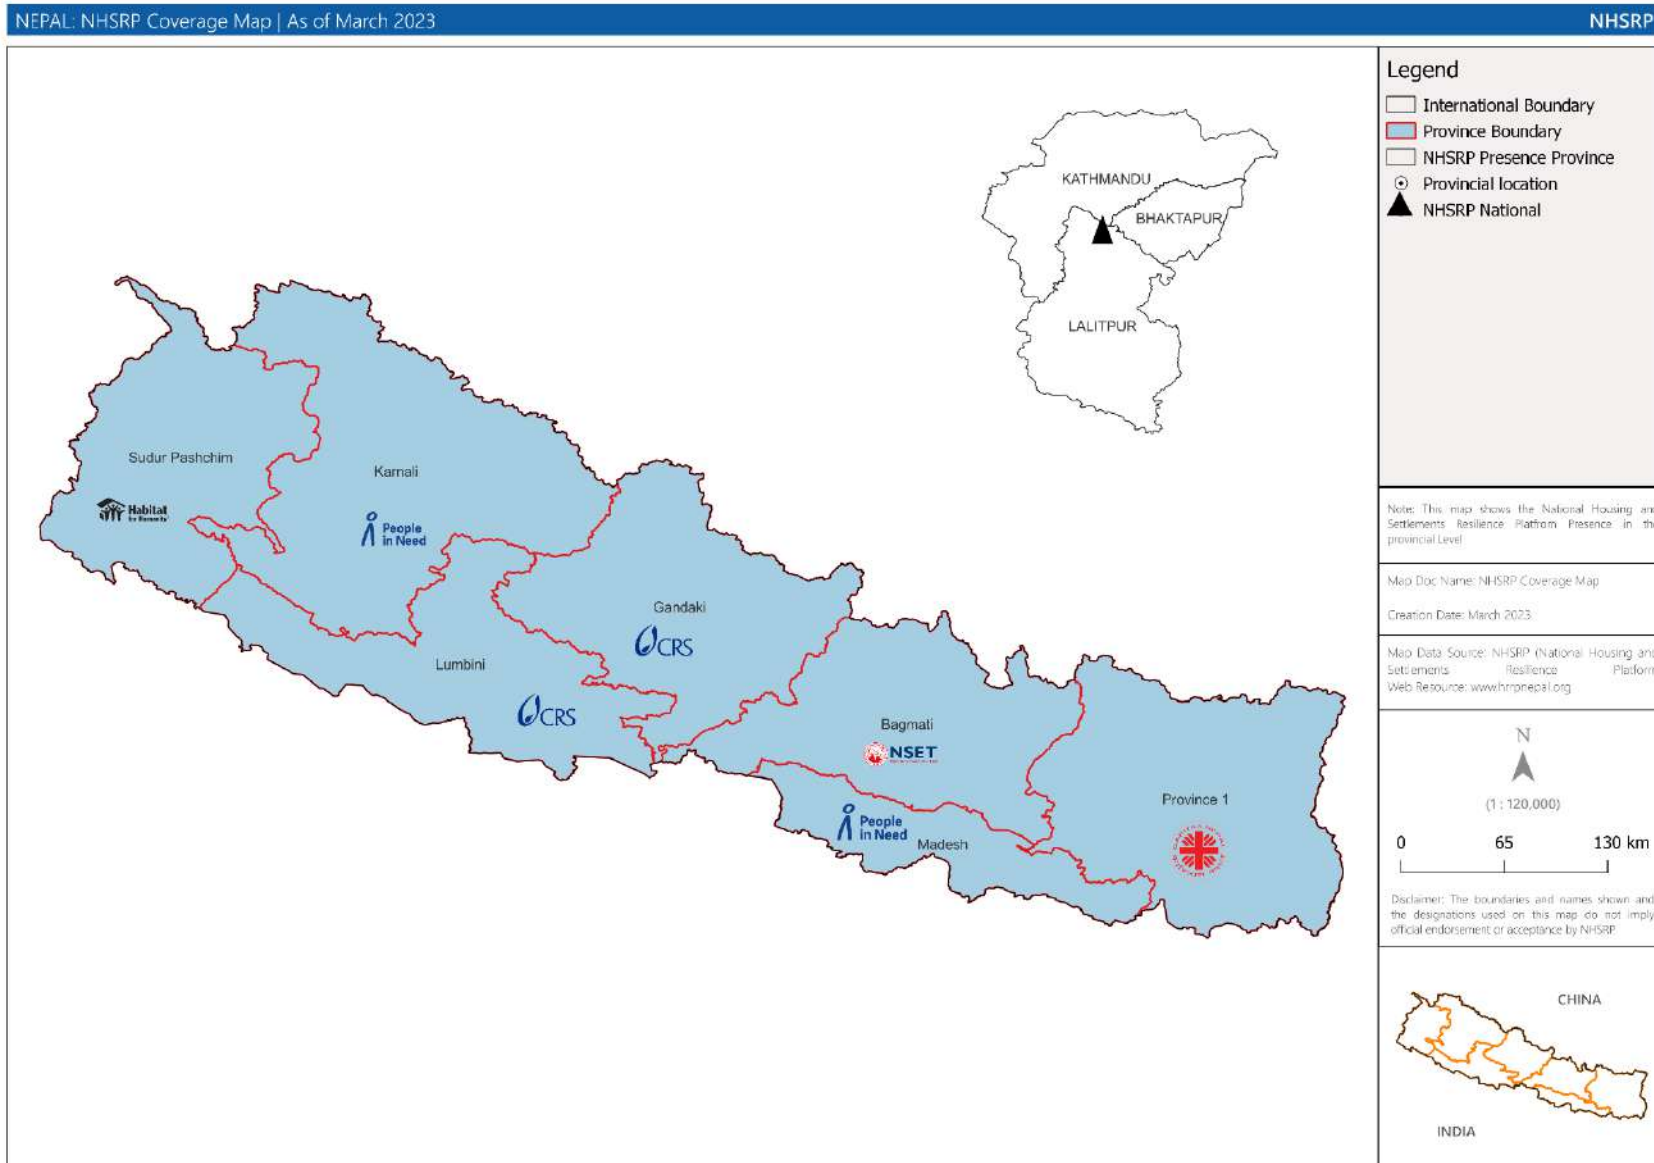 NEPAL: NHSRP Coverage Map | As of March 2023
NHSRP
Legend
International Boundary
Province Boundary
NHSRP Presence Province
Provincial location
NHSRP National
KATHMANDU
BHAKTAPUR
LALITPUR
Sudur Pashchim
Habitat
for Humanity
Karnali
People
in Need
Gandaki
CRS
Lumbini
CRS
Bagmati
NSET
People
in Need
Madesh
Province 1
Note: This map shows the National Housing and
Settlements Resilience Platfrom Presence in the
provincial Level
Map Doc Name: NHSRP Coverage Map
Creation Date: March 2023
Map Data Source: NHSRP (National Housing and
Settlements Resilience Platform
Web Resource: www.hrrpnepal.org
N
(1 : 120,000)
0 65 130 km
Disclaimer: The boundaries and names shown and
the designations used on this map do not imply
official endorsement or acceptance by NHSRP
CHINA
INDIA